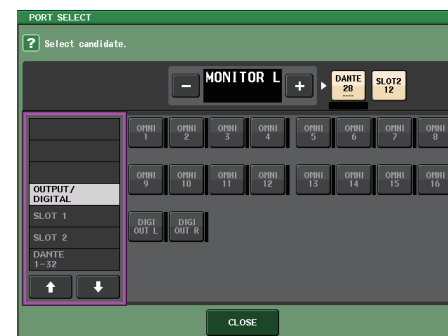 PORT SELECT
? Select candidate.
- MONITOR L +
DANTE 28 ----
SLOT2 12
OUTPUT/
DIGITAL
SLOT 1
SLOT 2
DANTE
1-32
OMNI 1 OMNI 2 OMNI 3 OMNI 4 OMNI 5 OMNI 6 OMNI 7 OMNI 8
OMNI 9 OMNI 10 OMNI 11 OMNI 12 OMNI 13 OMNI 14 OMNI 15 OMNI 16
DIGI OUT L DIGI OUT R
CLOSE